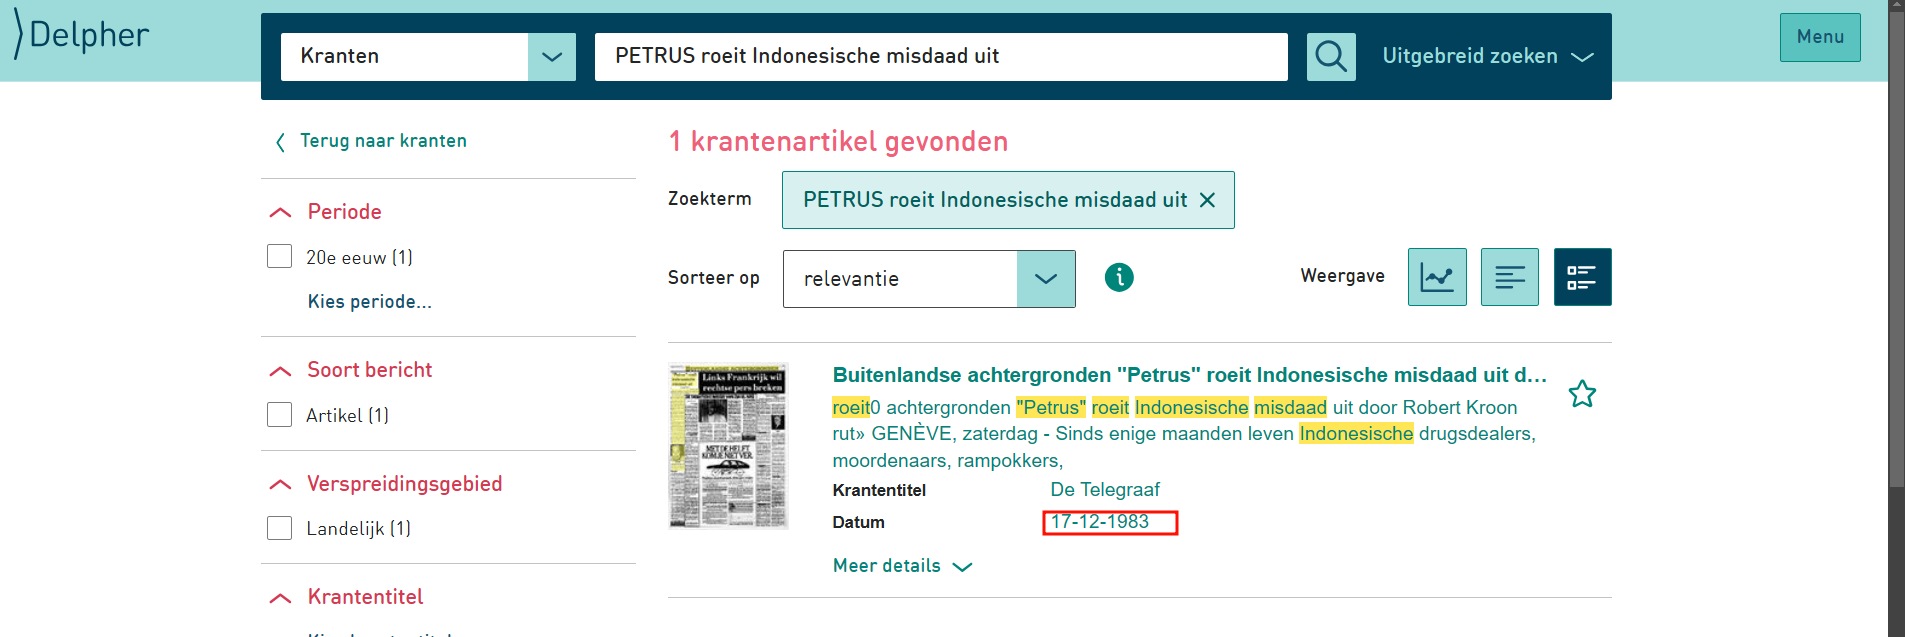 Delpher
Kranten
PETRUS roeit Indonesische misdaad uit
Uitgebreid zoeken
Menu
Terug naar kranten
Periode
20e eeuw (1)
Kies periode...
Soort bericht
Artikel (1)
Verspreidingsgebied
Landelijk (1)
Krantentitel
1 krantenartikel gevonden
Zoekterm
PETRUS roeit Indonesische misdaad uit
Sorteer op
relevantie
Weergave
Links Frankrijk wil
rechtse pers breken
Buitenlandse achtergronden "Petrus" roeit Indonesische misdaad uit d...
roeit0 achtergronden "Petrus" roeit Indonesische misdaad uit door Robert Kroon
rut» GENÈVE, zaterdag - Sinds enige maanden leven Indonesische drugsdealers,
moordenaars, rampokkers,
Krantentitel De Telegraaf
Datum 17-12-1983
Meer details